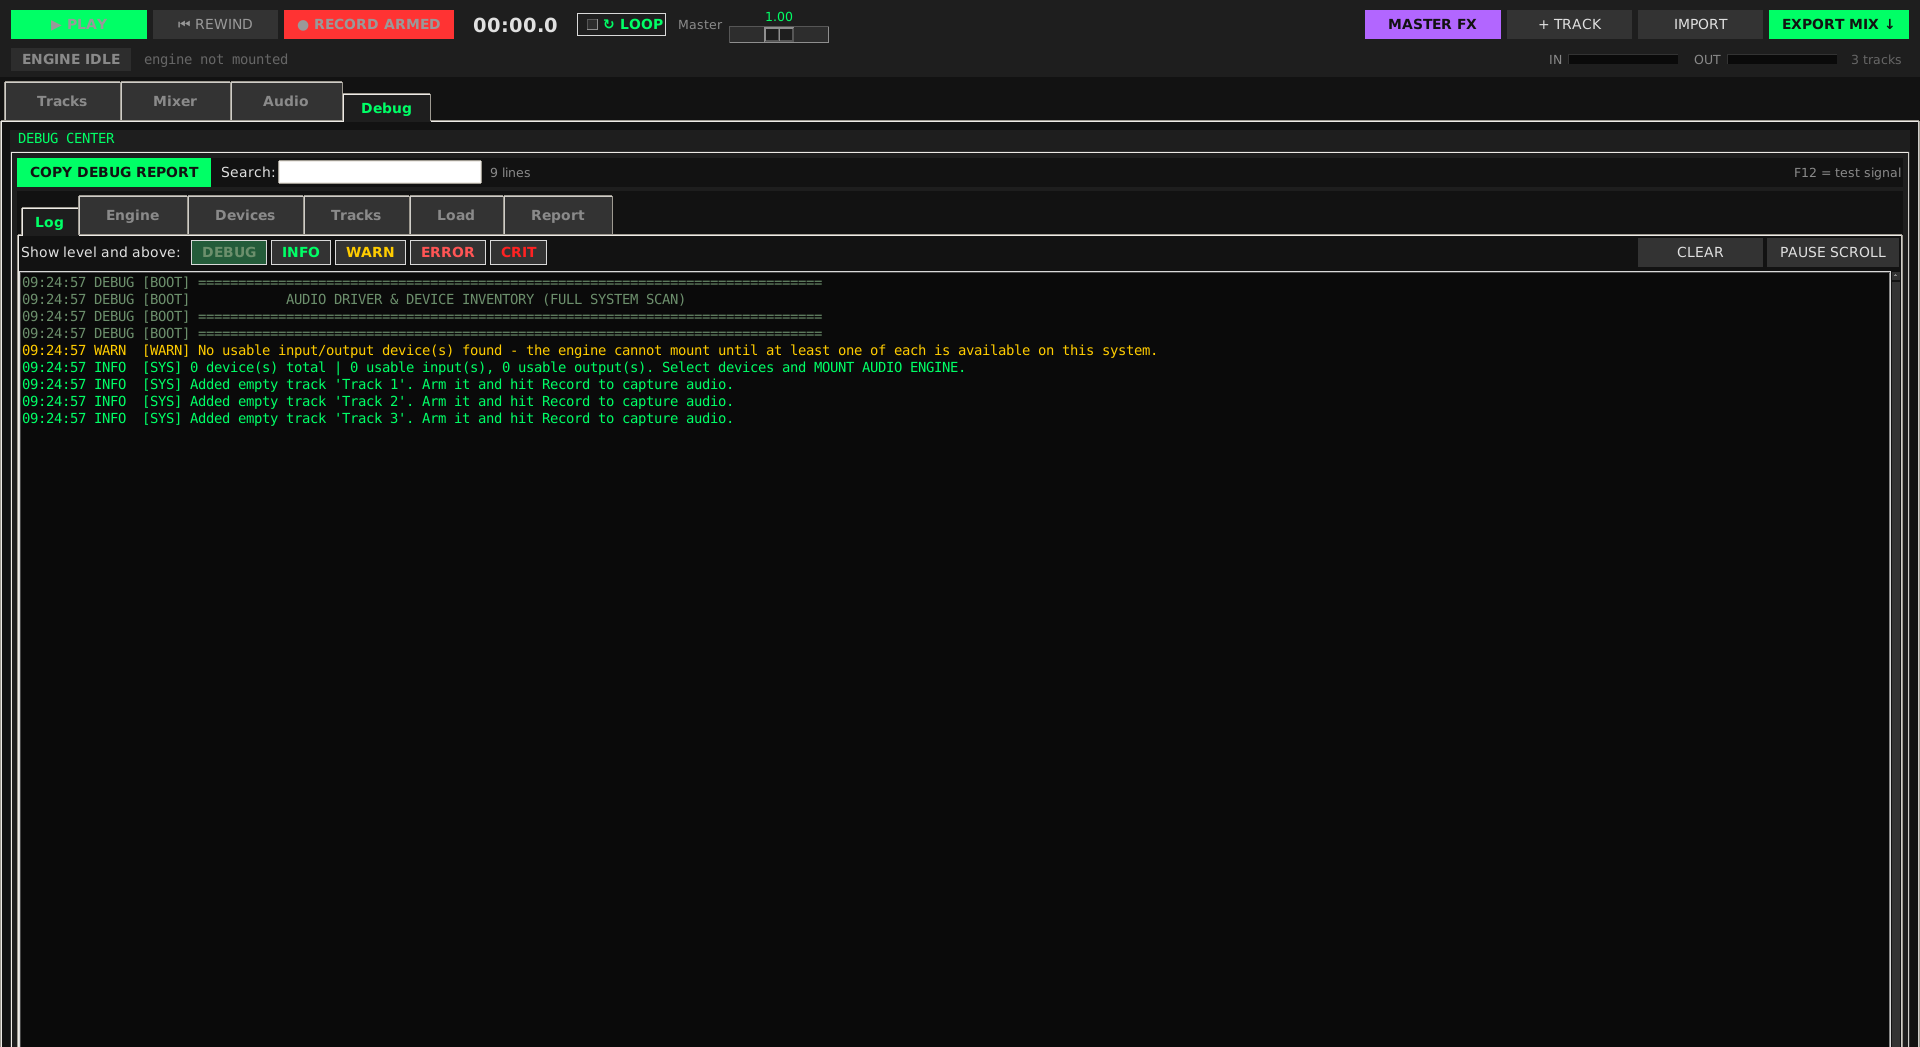 ▶ PLAY ⏮ REWIND ● RECORD ARMED 00:00.0 ↻ LOOP Master 1.00 MASTER FX + TRACK IMPORT EXPORT MIX ↓
ENGINE IDLE engine not mounted IN OUT 3 tracks
Tracks Mixer Audio Debug
DEBUG CENTER
COPY DEBUG REPORT Search: 9 lines F12 = test signal
Log Engine Devices Tracks Load Report
Show level and above: DEBUG INFO WARN ERROR CRIT CLEAR PAUSE SCROLL
09:24:57 DEBUG [BOOT] ==============================================================================
09:24:57 DEBUG [BOOT]            AUDIO DRIVER & DEVICE INVENTORY (FULL SYSTEM SCAN)
09:24:57 DEBUG [BOOT] ==============================================================================
09:24:57 DEBUG [BOOT] ==============================================================================
09:24:57 WARN  [WARN] No usable input/output device(s) found - the engine cannot mount until at least one of each is available on this system.
09:24:57 INFO  [SYS] 0 device(s) total | 0 usable input(s), 0 usable output(s). Select devices and MOUNT AUDIO ENGINE.
09:24:57 INFO  [SYS] Added empty track 'Track 1'. Arm it and hit Record to capture audio.
09:24:57 INFO  [SYS] Added empty track 'Track 2'. Arm it and hit Record to capture audio.
09:24:57 INFO  [SYS] Added empty track 'Track 3'. Arm it and hit Record to capture audio.